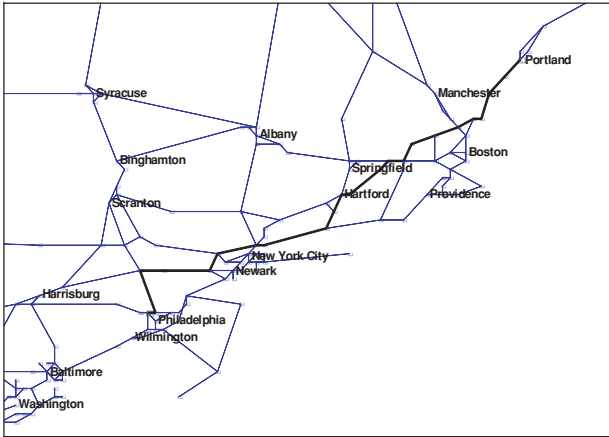 Portland
Syracuse
Manchester
Albany
Boston
Binghamton
Springfield
Scranton
Hartford
Providence
New York City
Newark
Harrisburg
Philadelphia
Wilmington
Baltimore
Washington